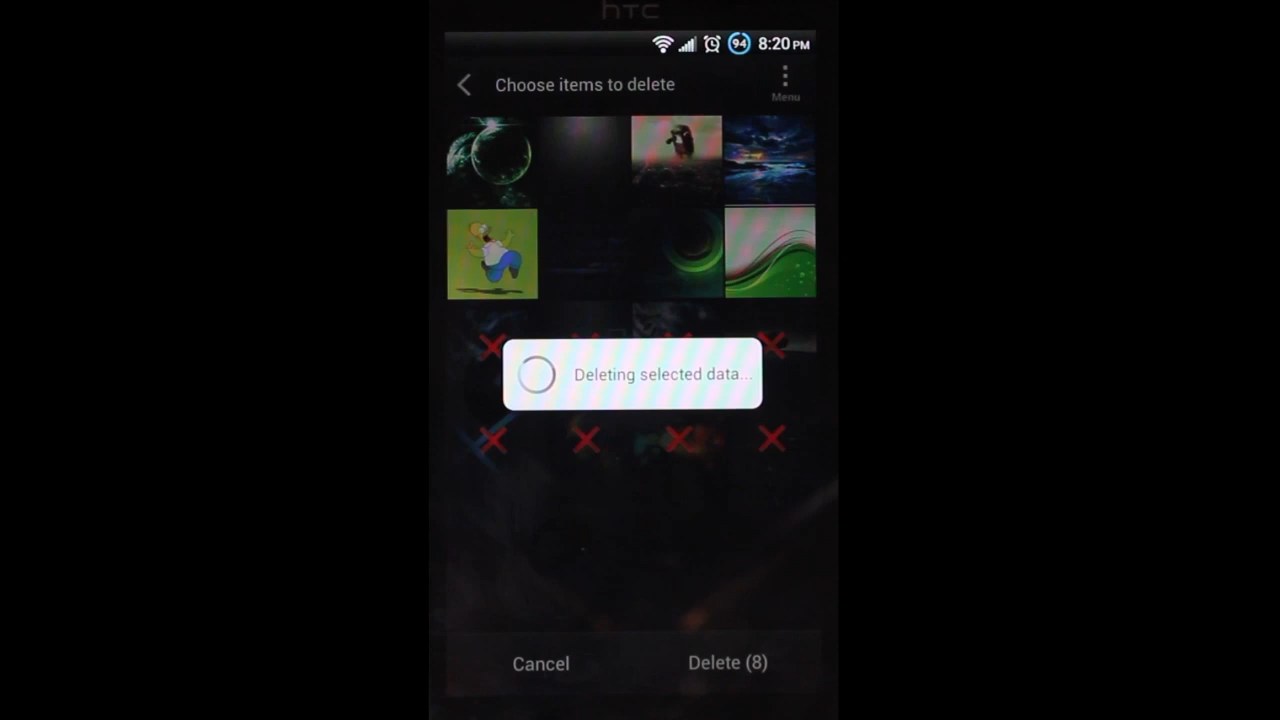 hTC
94 8:20 PM
Choose items to delete
Menu
Deleting selected data...
Cancel
Delete (8)